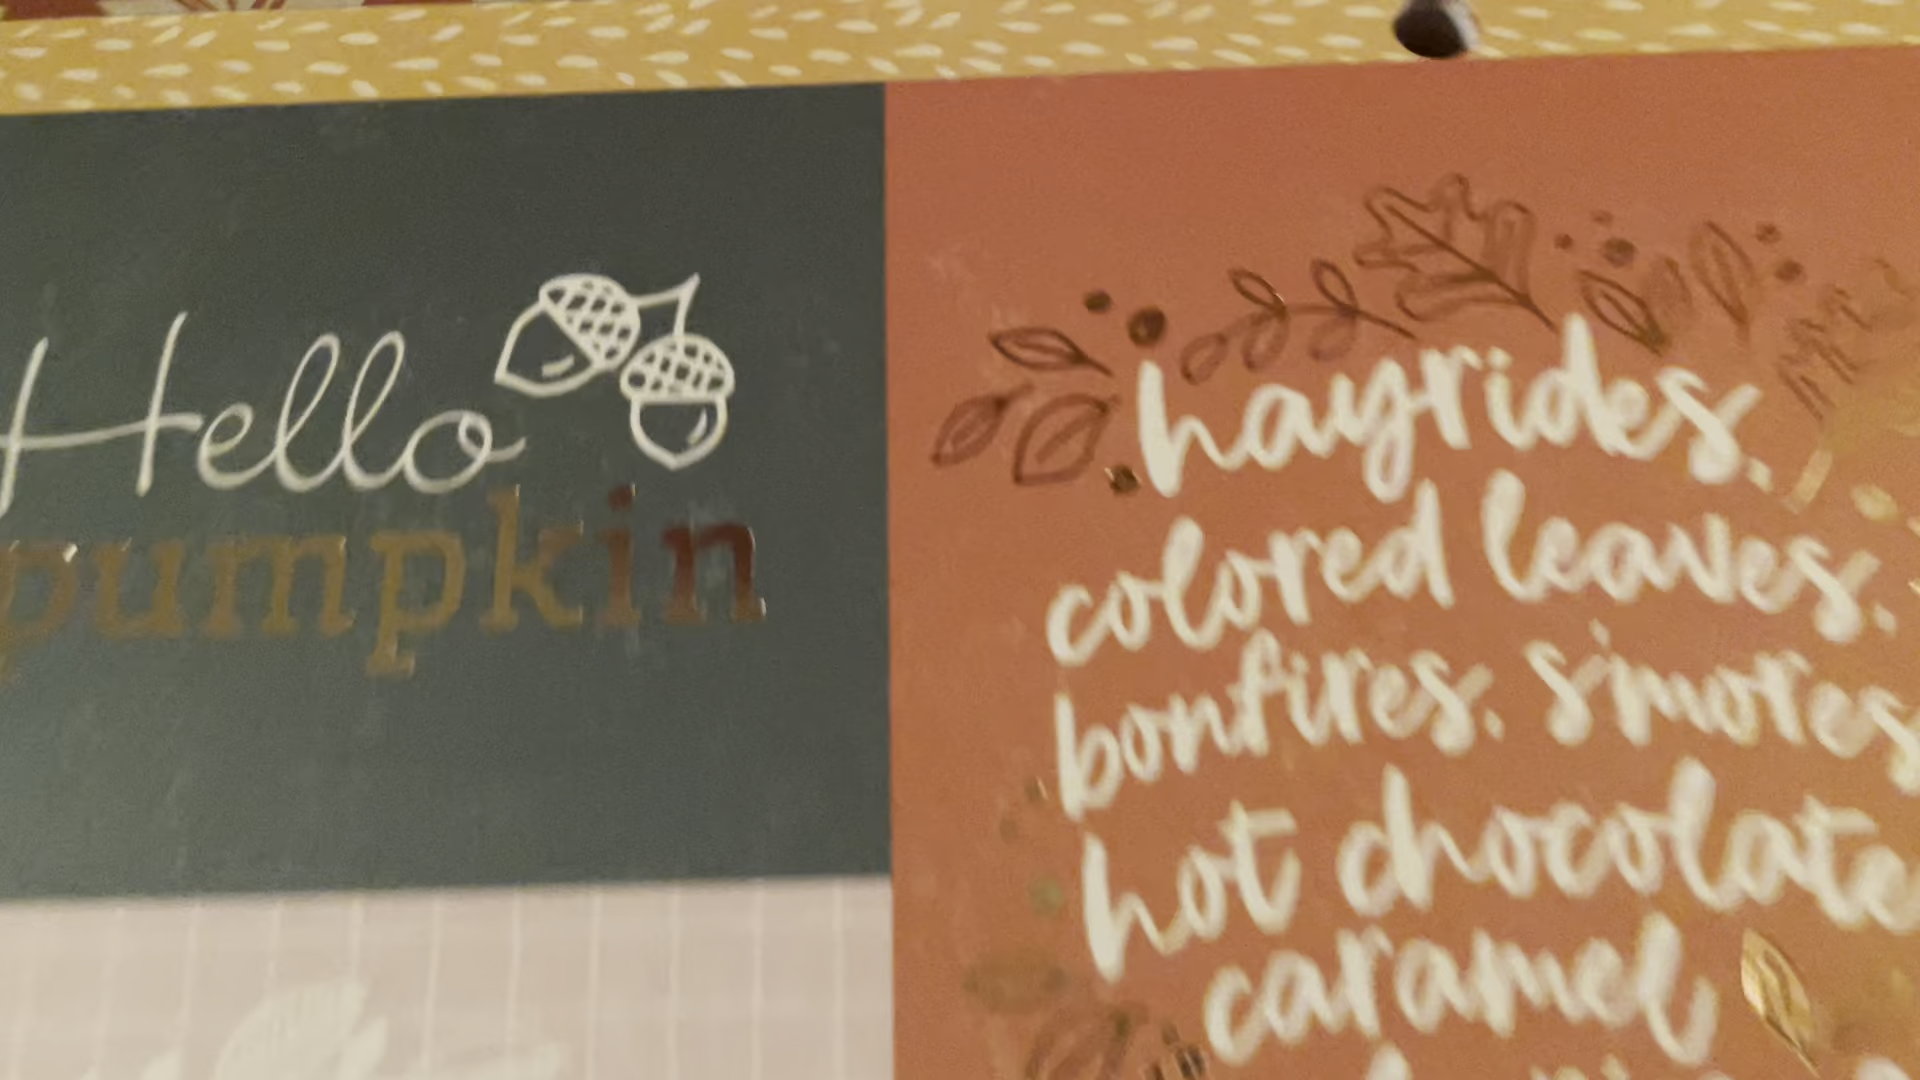 Hello
pumpkin
hayrides.
colored leaves.
bonfires. s'mores
hot chocolate
caramel